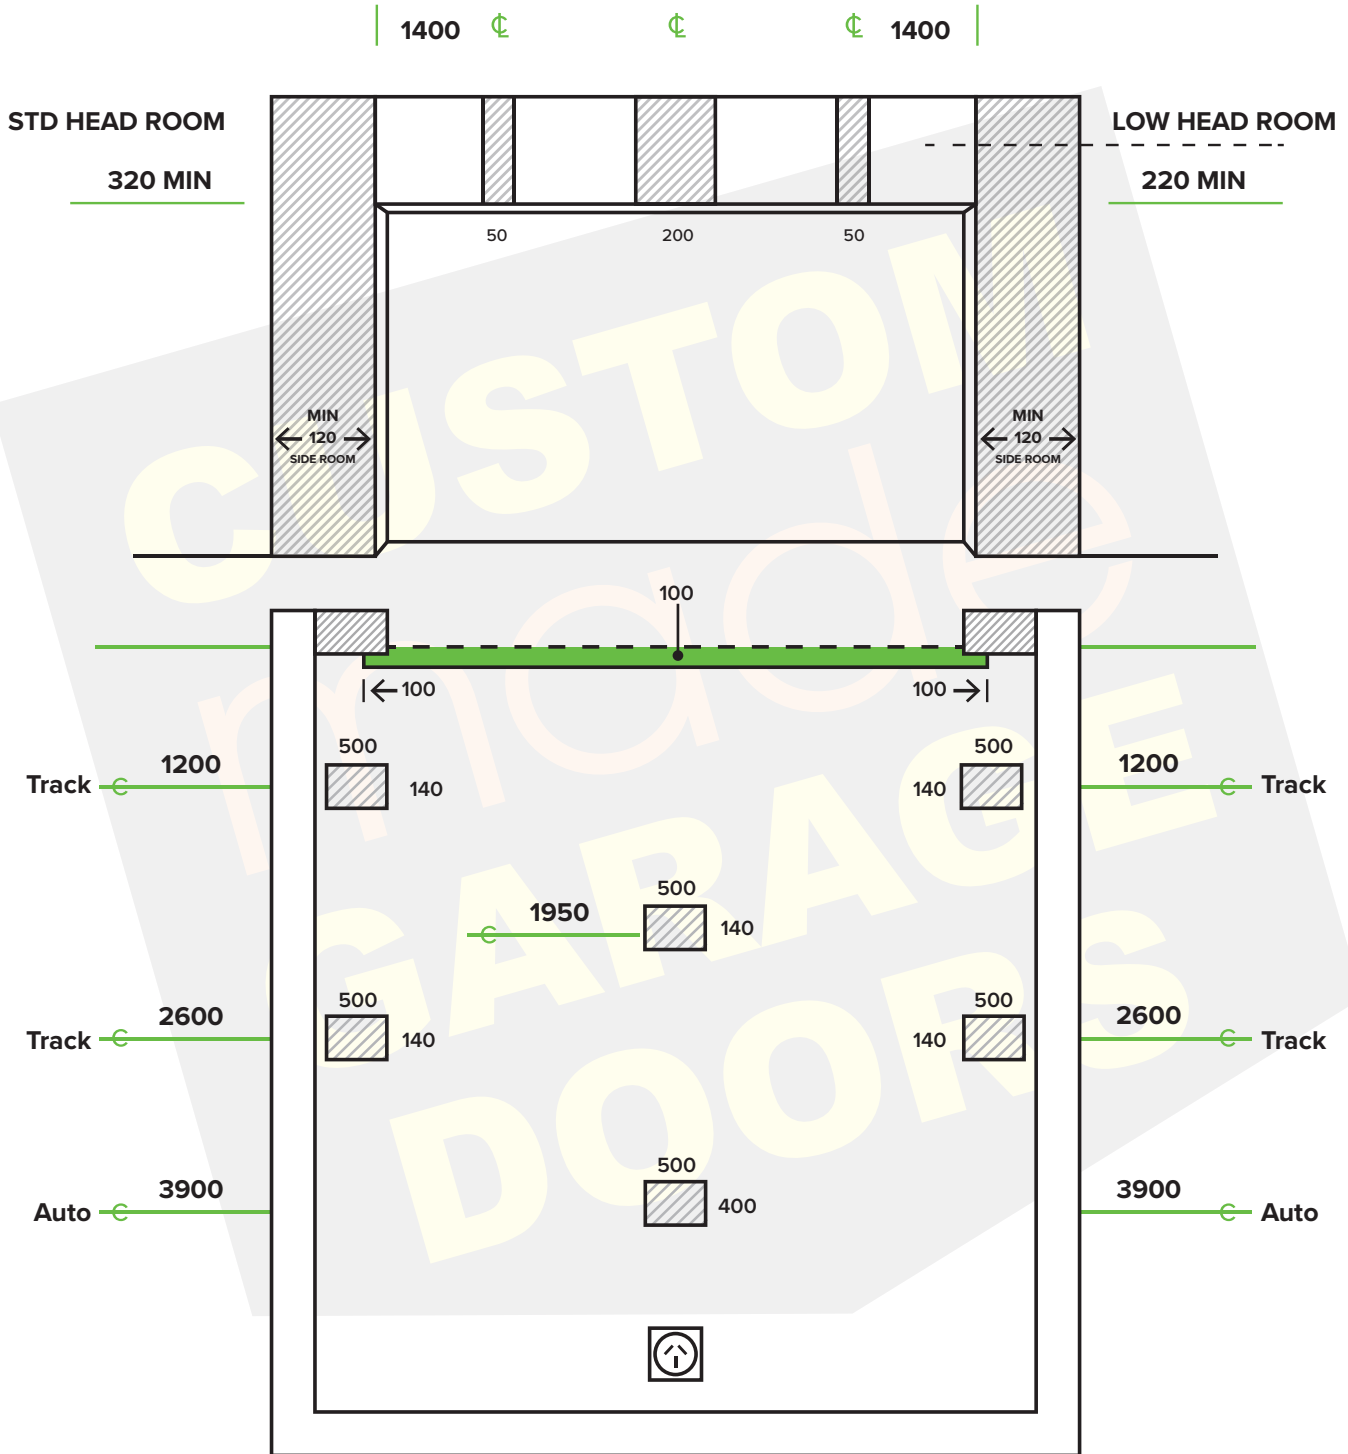 1400 ℄ ℄ ℄ 1400
STD HEAD ROOM
LOW HEAD ROOM
320 MIN
220 MIN
50 200 50
MIN
120
SIDE ROOM
MIN
120
SIDE ROOM
CUSTOM
made
GARAGE
DOORS
100
100 100
500 500
Track 1200 140 140 1200 Track
500
1950 140
500 500
Track 2600 140 140 2600 Track
500
Auto 3900 400 3900 Auto